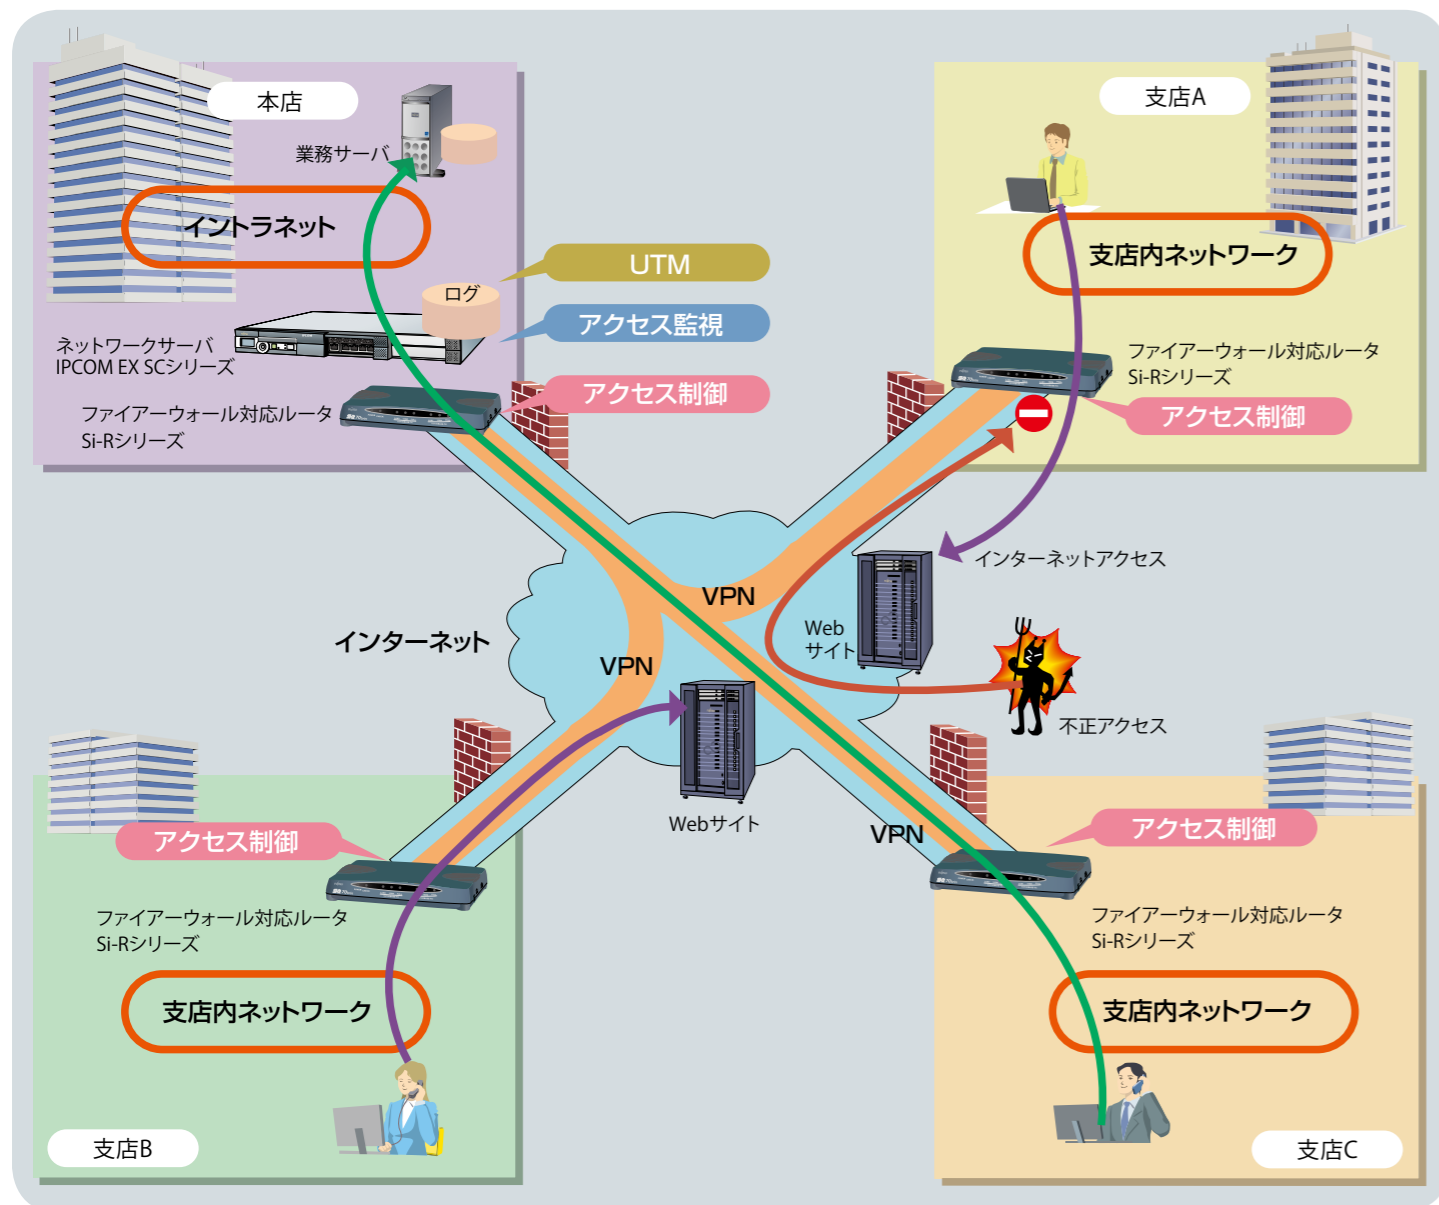 本店
業務サーバ
イントラネット
UTM
ログ
アクセス監視
ネットワークサーバ
IPCOM EX SCシリーズ
アクセス制御
ファイアーウォール対応ルータ
Si-Rシリーズ
支店A
支店内ネットワーク
ファイアーウォール対応ルータ
Si-Rシリーズ
アクセス制御
インターネットアクセス
VPN
Web
サイト
インターネット
VPN
不正アクセス
Webサイト
VPN
アクセス制御
ファイアーウォール対応ルータ
Si-Rシリーズ
支店内ネットワーク
支店B
アクセス制御
ファイアーウォール対応ルータ
Si-Rシリーズ
支店内ネットワーク
支店C